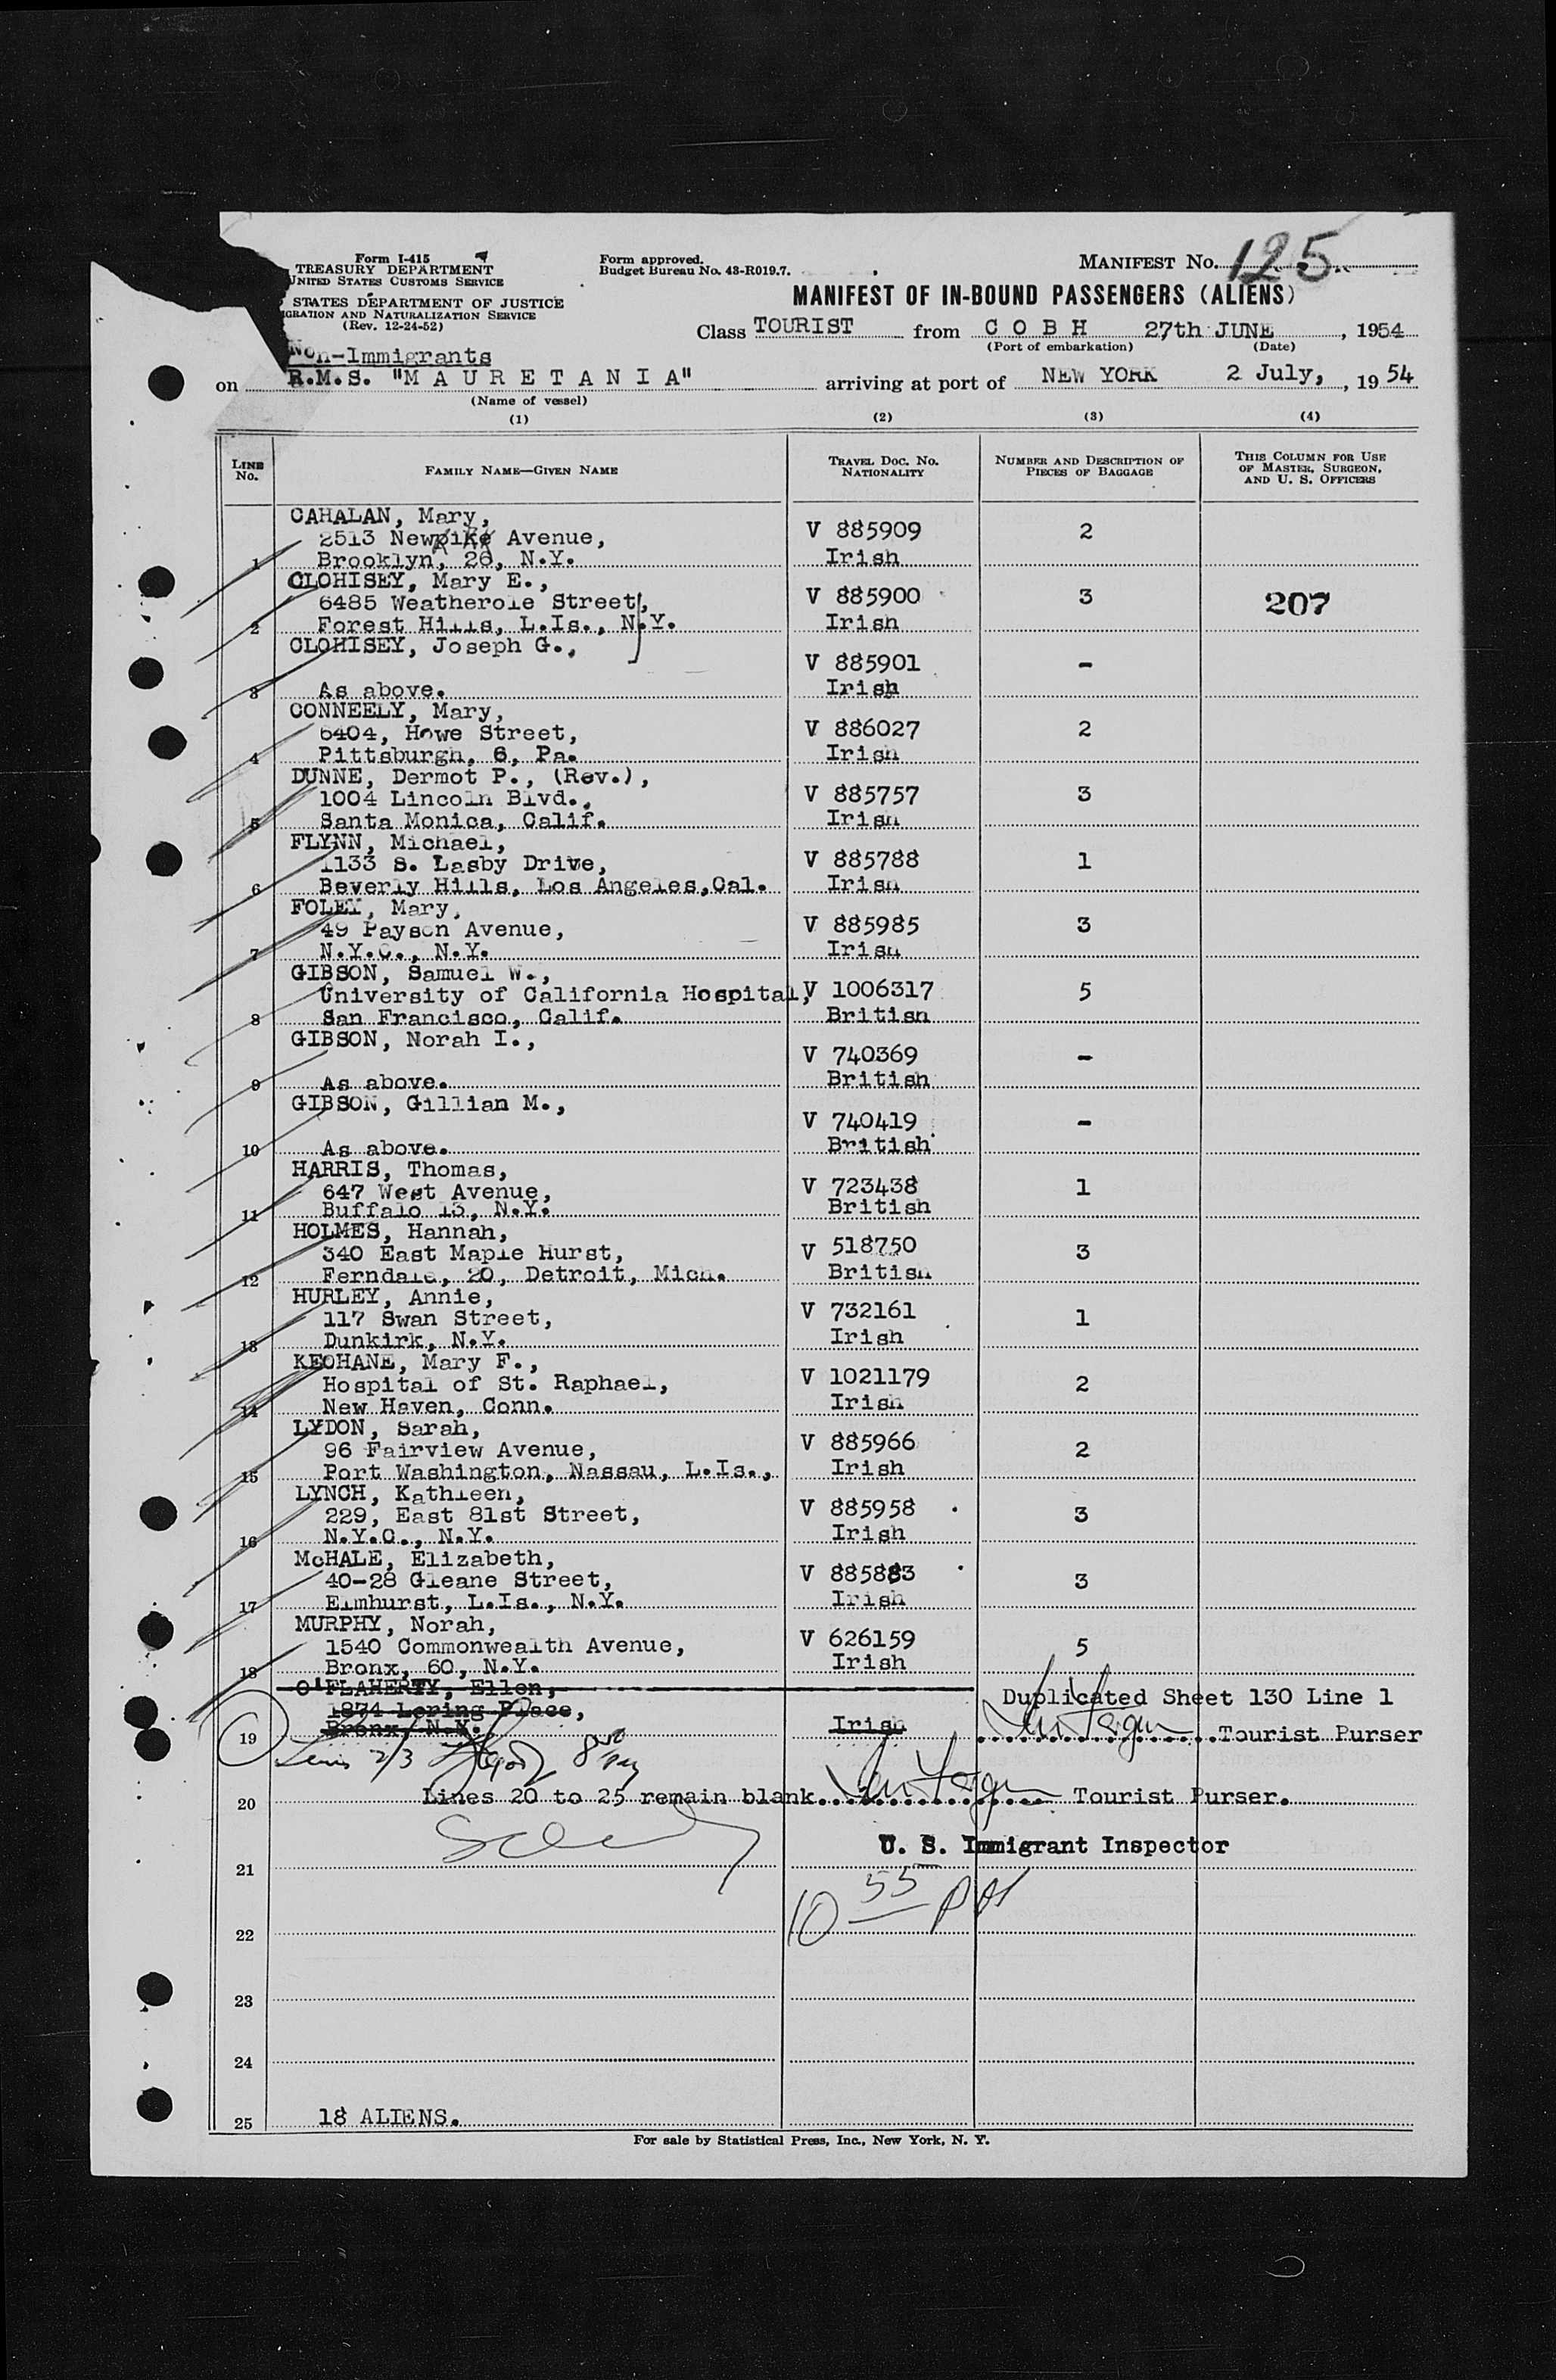 Form I-415
TREASURY DEPARTMENT
UNITED STATES CUSTOMS SERVICE
STATES DEPARTMENT OF JUSTICE
IGRATION AND NATURALIZATION SERVICE
(Rev. 12-24-52)
Form approved.
Budget Bureau No. 43-R019.7.
MANIFEST No. 125
MANIFEST OF IN-BOUND PASSENGERS (ALIENS)
Class TOURIST from C O B H 27th JUNE, 1954
(Port of embarkation) (Date)
Non-Immigrants
on R.M.S. "M A U R E T A N I A" arriving at port of NEW YORK 2 July, , 1954
(Name of vessel)
(1) (2) (3) (4)
LINE No. FAMILY NAME—GIVEN NAME TRAVEL DOC. NO. NATIONALITY NUMBER AND DESCRIPTION OF PIECES OF BAGGAGE THIS COLUMN FOR USE OF MASTER, SURGEON, AND U. S. OFFICERS
CAHALAN, Mary,
2513 Newpike Avenue, V 885909 2
1 Brooklyn, 26, N.Y. Irish
CLOHISEY, Mary E.,
6485 Weatherole Street, V 885900 3 207
2 Forest Hills, L.Is., N.Y. Irish
CLOHISEY, Joseph G.,
V 885901 -
3 As above. Irish
CONNEELY, Mary,
6404, Howe Street, V 886027 2
4 Pittsburgh, 6, Pa. Irish
DUNNE, Dermot P., (Rev.),
1004 Lincoln Blvd., V 885757 3
5 Santa Monica, Calif. Irish
FLYNN, Michael,
1133 S. Lasby Drive, V 885788 1
6 Beverly Hills, Los Angeles,Cal. Irish
FOLEY, Mary,
49 Payson Avenue, V 885985 3
7 N.Y.C., N.Y. Irish
GIBSON, Samuel W.,
University of California Hospital, V 1006317 5
8 San Francisco, Calif. British
GIBSON, Norah I.,
V 740369 -
9 As above. British
GIBSON, Gillian M.,
V 740419 -
10 As above. British
HARRIS, Thomas,
647 West Avenue, V 723438 1
11 Buffalo 13, N.Y. British
HOLMES, Hannah,
340 East Maple Hurst, V 518750 3
12 Ferndale, 20, Detroit, Mich. British
HURLEY, Annie,
117 Swan Street, V 732161 1
13 Dunkirk, N.Y. Irish
KEOHANE, Mary F.,
Hospital of St. Raphael, V 1021179 2
14 New Haven, Conn. Irish
LYDON, Sarah,
96 Fairview Avenue, V 885966 2
15 Port Washington, Nassau, L.Is., Irish
LYNCH, Kathleen,
229, East 81st Street, V 885958 3
16 N.Y.C., N.Y. Irish
McHALE, Elizabeth,
40-28 Gleane Street, V 885883 3
17 Elmhurst, L.Is., N.Y. Irish
MURPHY, Norah,
1540 Commonwealth Avenue, V 626159 5
18 Bronx, 60, N.Y. Irish
O'FLAHERTY, Ellen,
1874 Loring Place, Duplicated Sheet 130 Line 1
19 Bronx, N.Y. Irish Tourist Purser
20 Lines 20 to 25 remain blank. Tourist Purser.
U. S. Immigrant Inspector
21
10 55 PM
22
23
24
25 18 ALIENS.
For sale by Statistical Press, Inc., New York, N. Y.